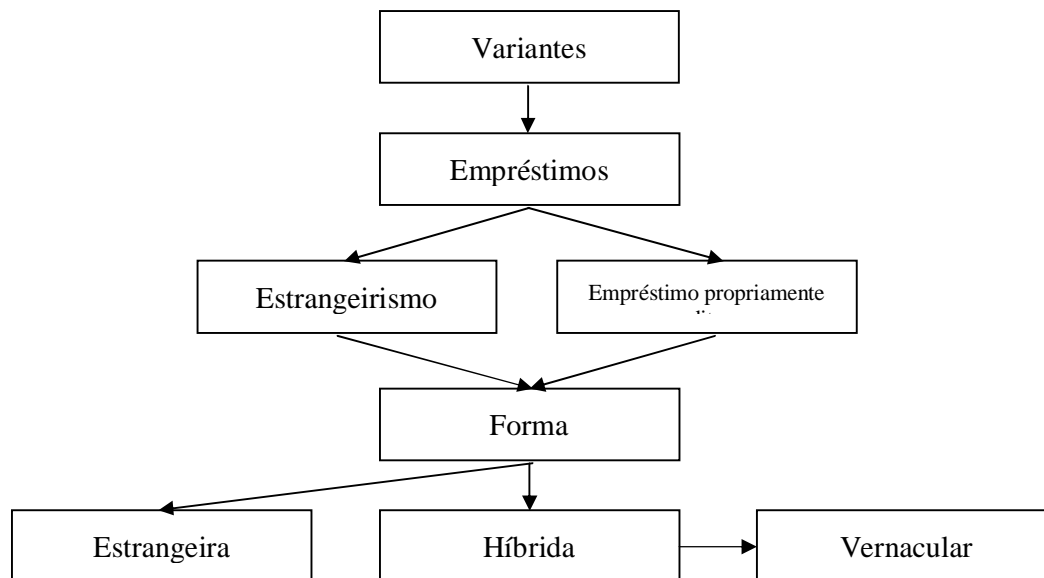 Variantes
Empréstimos
Estrangeirismo
Empréstimo propriamente
Forma
Estrangeira
Híbrida
Vernacular